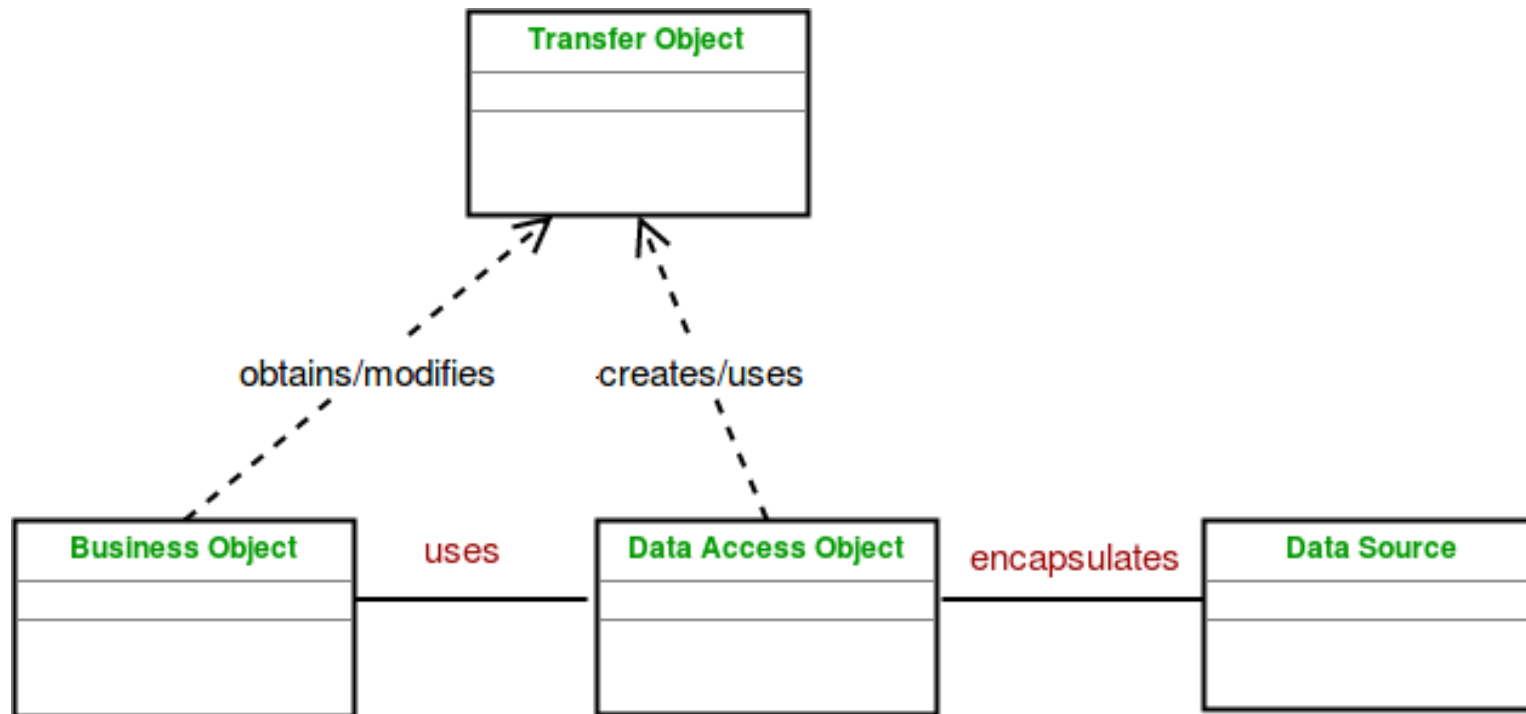 Transfer Object
obtains/modifies
creates/uses
Business Object
uses
Data Access Object
encapsulates
Data Source